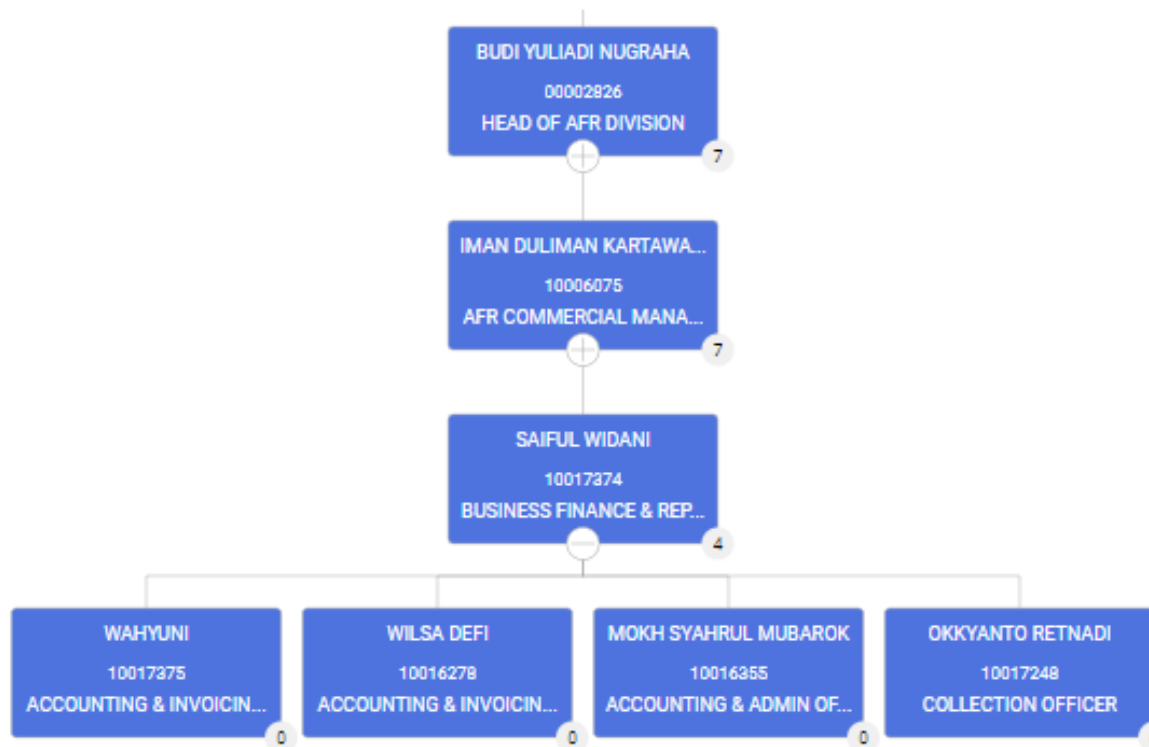 BUDI YULIADI NUGRAHA
00002826
HEAD OF AFR DIVISION
7
IMAN DULIMAN KARTAWA...
10006075
AFR COMMERCIAL MANA...
7
SAIFUL WIDANI
10017374
BUSINESS FINANCE & REP...
4
WAHYUNI
10017375
ACCOUNTING & INVOICIN...
0
WILSA DEFI
10016278
ACCOUNTING & INVOICIN...
0
MOKH SYAHRUL MUBAROK
10016355
ACCOUNTING & ADMIN OF...
0
OKKYANTO RETNADI
10017248
COLLECTION OFFICER